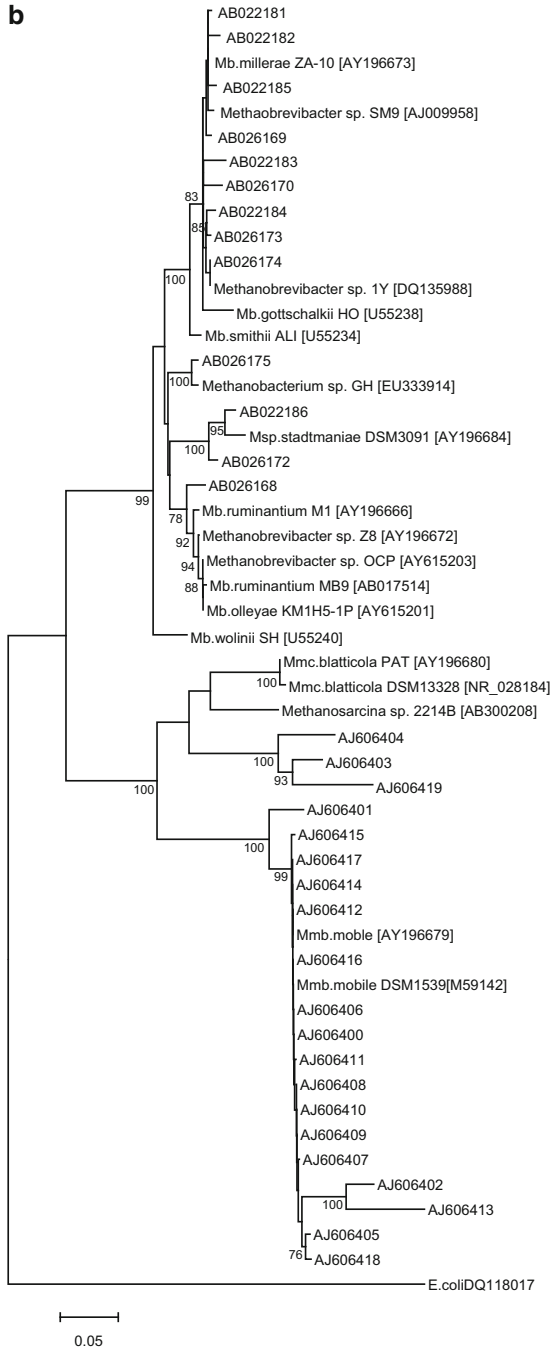 b
AB022181
AB022182
Mb.millerae ZA-10 [AY196673]
AB022185
Methaobrevibacter sp. SM9 [AJ009958]
AB026169
AB022183
AB026170
83
AB022184
85
AB026173
AB026174
100
Methanobrevibacter sp. 1Y [DQ135988]
Mb.gottschalkii HO [U55238]
Mb.smithii ALI [U55234]
AB026175
100
Methanobacterium sp. GH [EU333914]
AB022186
95
Msp.stadtmaniae DSM3091 [AY196684]
100
AB026172
AB026168
99
Mb.ruminantium M1 [AY196666]
78
Methanobrevibacter sp. Z8 [AY196672]
92
Methanobrevibacter sp. OCP [AY615203]
94
Mb.ruminantium MB9 [AB017514]
88
Mb.olleyae KM1H5-1P [AY615201]
Mb.wolinii SH [U55240]
Mmc.blatticola PAT [AY196680]
100
Mmc.blatticola DSM13328 [NR_028184]
Methanosarcina sp. 2214B [AB300208]
AJ606404
100
AJ606403
93
AJ606419
100
AJ606401
AJ606415
100
AJ606417
99
AJ606414
AJ606412
Mmb.moble [AY196679]
AJ606416
Mmb.mobile DSM1539[M59142]
AJ606406
AJ606400
AJ606411
AJ606408
AJ606410
AJ606409
AJ606407
AJ606402
100
AJ606413
AJ606405
76
AJ606418
E.coliDQ118017
0.05